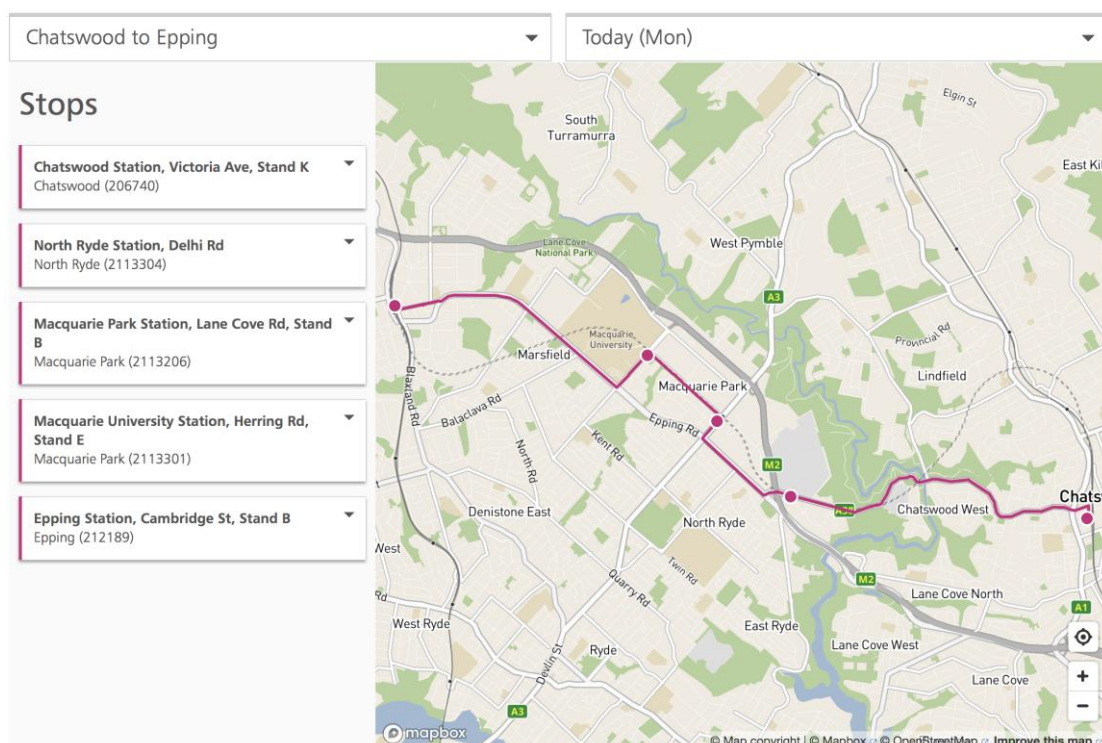 Chatswood to Epping
Today (Mon)
Stops
Chatswood Station, Victoria Ave, Stand K
Chatswood (206740)
North Ryde Station, Delhi Rd
North Ryde (2113304)
Macquarie Park Station, Lane Cove Rd, Stand
B
Macquarie Park (2113206)
Macquarie University Station, Herring Rd,
Stand E
Macquarie Park (2113301)
Epping Station, Cambridge St, Stand B
Epping (212189)
Elgin St
South
Turramurra
East Ki
Lane Cove
National Park
West Pymble
A3
Provincial Rd
Macquarie
University
Marsfield
Lindfield
Macquarie Park
Blaxland Rd
Balaclava Rd
Epping Rd
Kent Rd
North Rd
M2
Chats
Chatswood West
Denistone East
North Ryde
West
Twin Rd
M2
Quarry Rd
Lane Cove North
Rd
A1
West Ryde
East Ryde
Lane Cove West
Ryde
Devlin St
Lane Cove
+
−
A3
mapbox
© Map copyright | © Mapbox © OpenStreetMap Improve this map